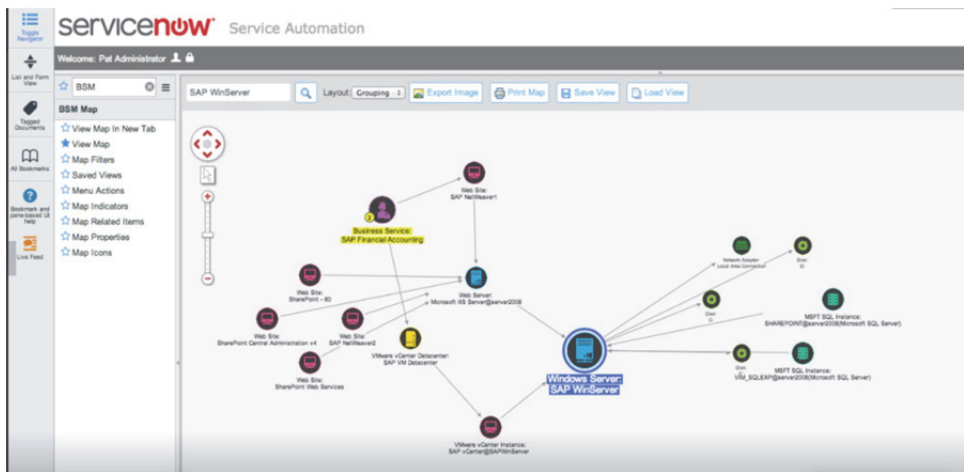 servicenow Service Automation
Toggle
Navigator
Welcome: Pat Administrator
List and Form
View
BSM
SAP WinServer
Layout: Grouping
Export Image
Print Map
Save View
Load View
Tagged
Documents
BSM Map
View Map In New Tab
View Map
Map Filters
Saved Views
Menu Actions
Map Indicators
Map Related Items
Map Properties
Map Icons
All Bookmarks
Bookmark and
pane-based UI
help
Live Feed
Web Site:
SAP NetWeaver1
2
Business Service:
SAP Financial Accounting
Network Adapter:
Local Area Connection
Disk:
D:
Web Site:
SharePoint - 80
Web Server:
Microsoft IIS Server@server2008
Disk:
C:
MSFT SQL Instance:
SHAREPOINT@server2008(Microsoft SQL Server)
Web Site:
SharePoint Central Administration v4
Web Site:
SAP NetWeaver2
VMware vCenter Datacenter:
SAP VM Datacenter
Web Site:
SharePoint Web Services
Windows Server:
SAP WinServer
Disk:
MSFT SQL Instance:
VIM_SQLEXP@server2008(Microsoft SQL Server)
VMware vCenter Instance:
SAP vCenter@SAPWinServer